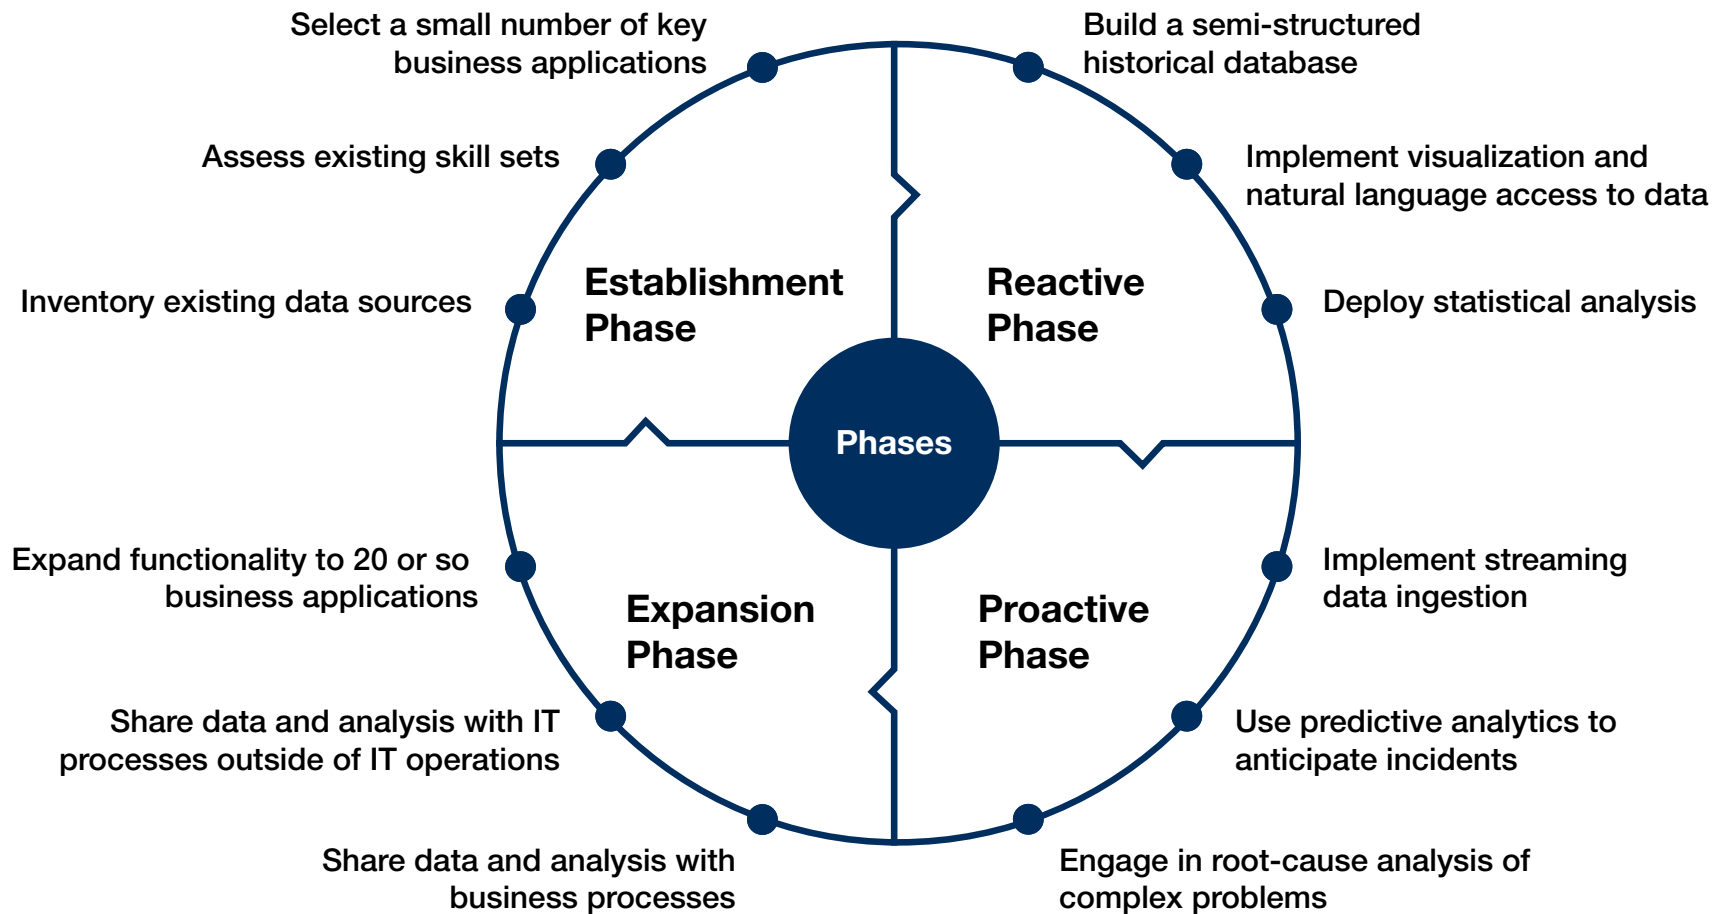 Select a small number of key
business applications
Assess existing skill sets
Inventory existing data sources
Establishment
Phase
Build a semi-structured
historical database
Implement visualization and
natural language access to data
Deploy statistical analysis
Reactive
Phase
Phases
Expand functionality to 20 or so
business applications
Share data and analysis with IT
processes outside of IT operations
Share data and analysis with
business processes
Expansion
Phase
Implement streaming
data ingestion
Use predictive analytics to
anticipate incidents
Engage in root-cause analysis of
complex problems
Proactive
Phase